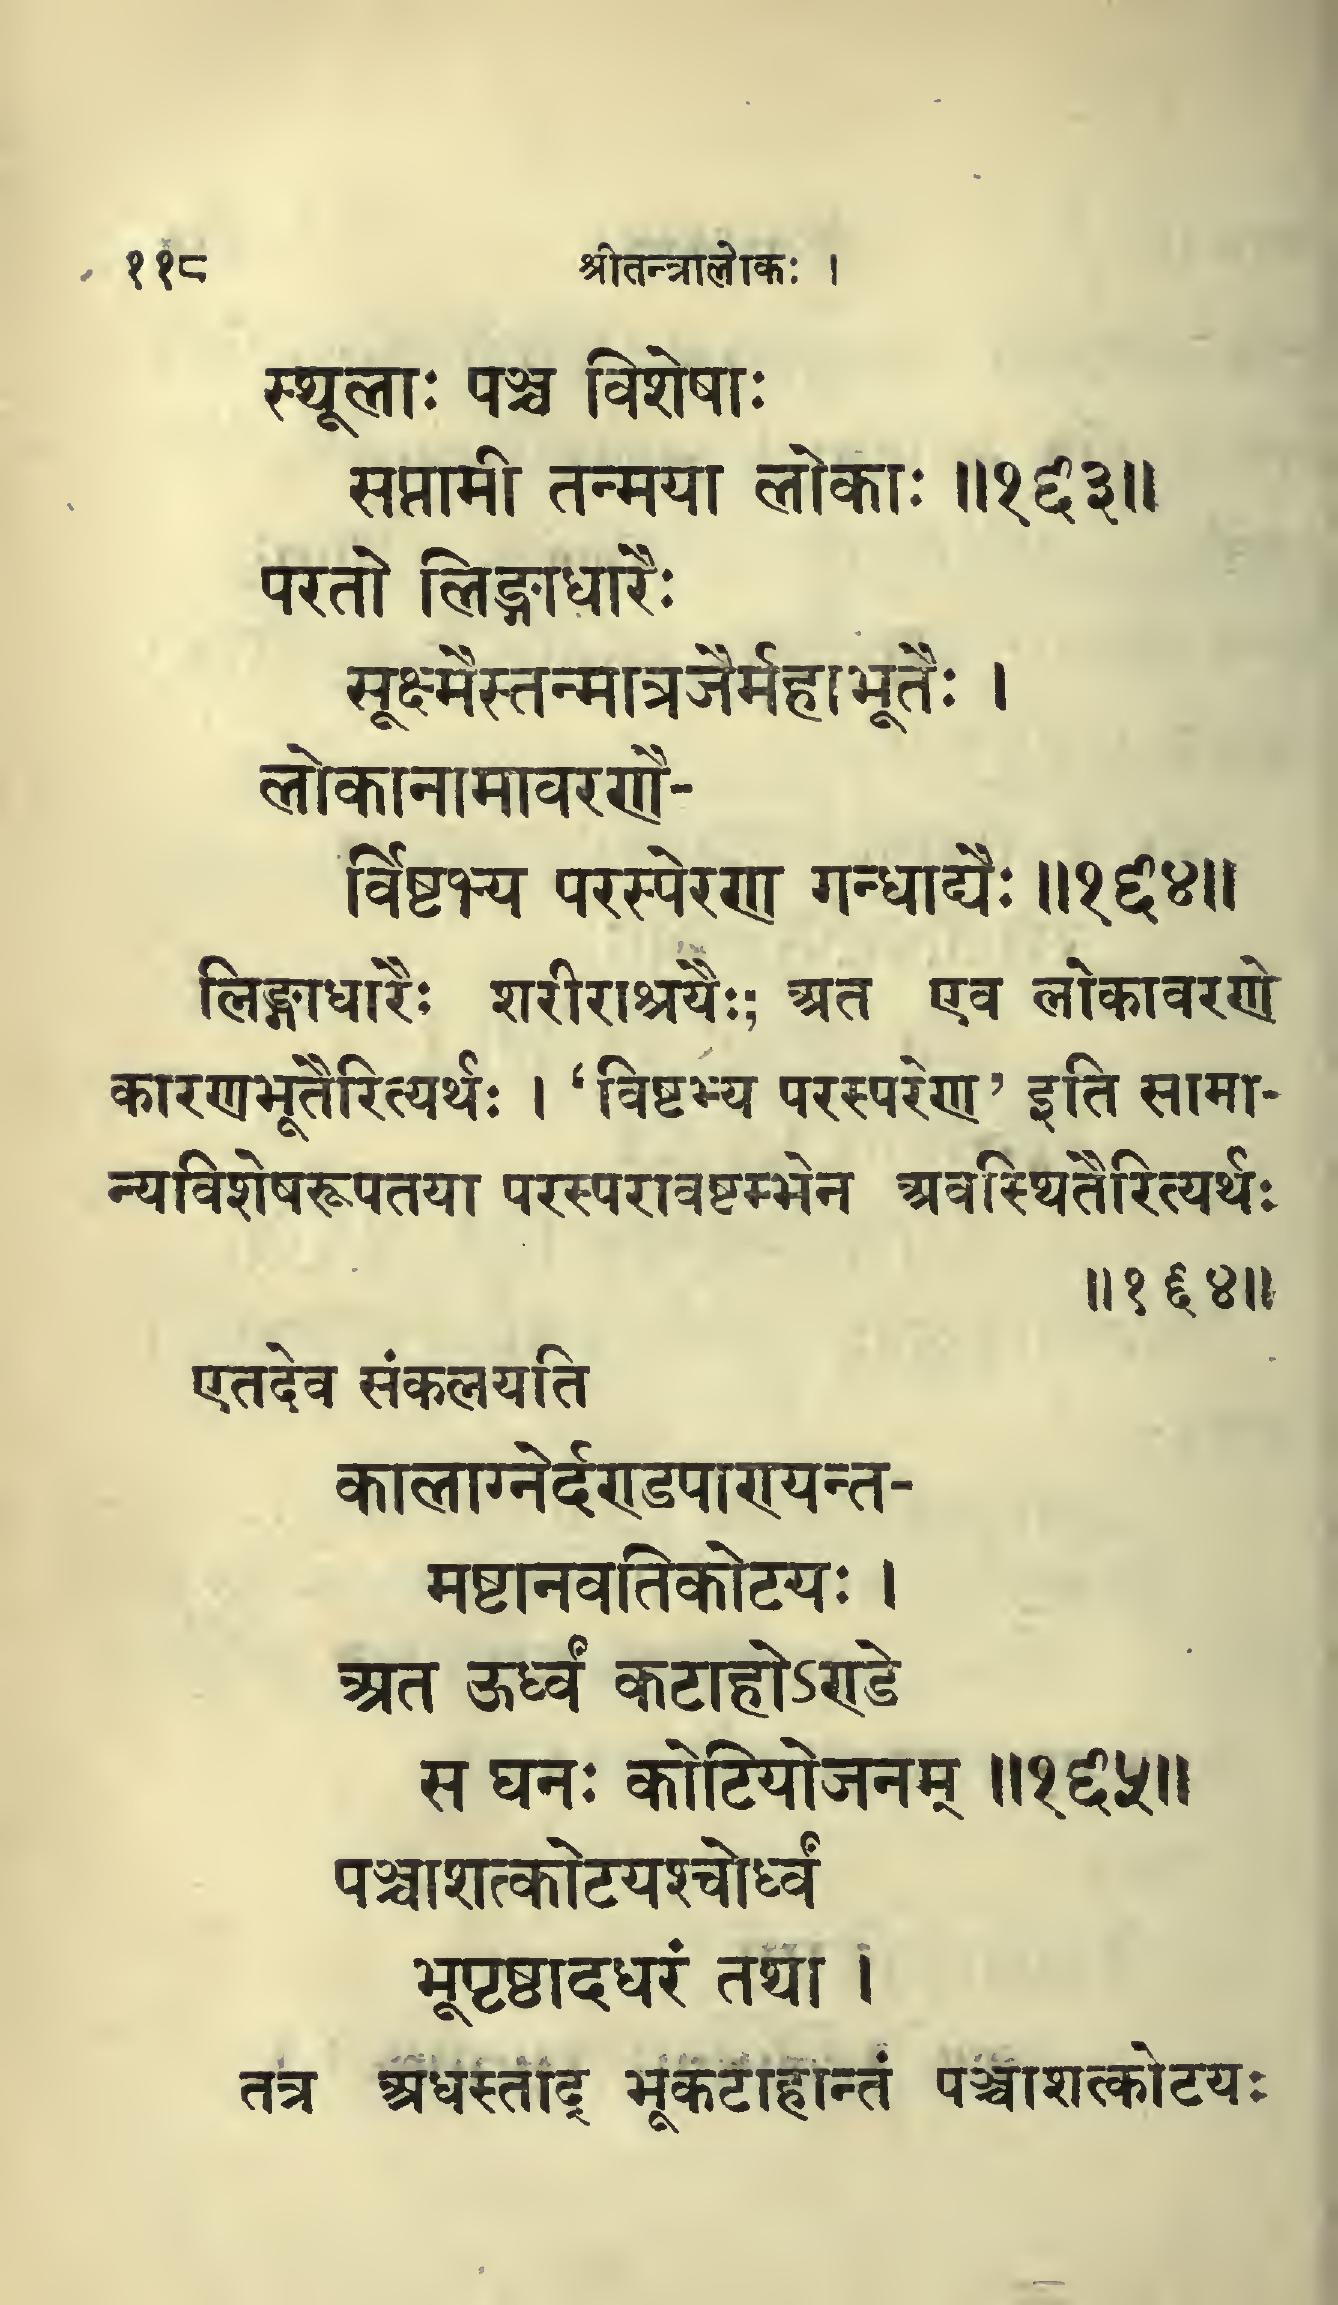 ११८ श्रीतन्त्रालोकः ।
स्थूलाः पञ्च विशेषाः
सप्तामी तन्मया लोकाः ॥१६३॥
परतो लिङ्गाधारैः
सूक्ष्मैस्तन्मात्रजैर्महाभूतैः ।
लोकानामावरणै-
र्विष्टभ्य परस्पेरण गन्धाद्यैः ॥१६४॥
लिङ्गाधारैः शरीराश्रयैः; अत एव लोकावरणे
कारणभूतैरित्यर्थः । ‘विष्टभ्य परस्परेण’ इति सामा-
न्यविशेषरूपतया परस्परावष्टम्भेन अवस्थितैरित्यर्थः
॥१६४॥
एतदेव संकलयति
कालाग्नेर्दण्डपाण्यन्त-
मष्टानवतिकोटयः ।
अत ऊर्ध्वं कटाहोऽण्डे
स घनः कोटियोजनम् ॥१६५॥
पञ्चाशत्कोटयश्चोर्ध्वं
भूपृष्ठादधरं तथा ।
तत्र अधस्ताद् भूकटाहान्तं पञ्चाशत्कोटयः